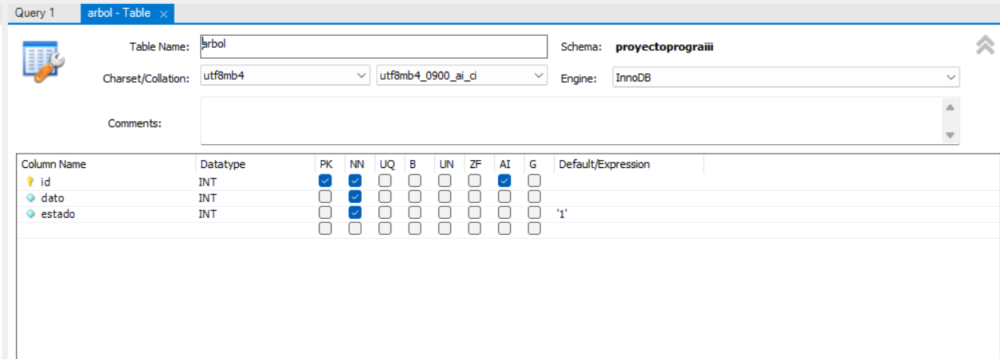 Query 1
arbol - Table ×
Table Name: arbol Schema: proyectoprograiii
Charset/Collation: utf8mb4 utf8mb4_0900_ai_ci Engine: InnoDB
Comments:
Column Name Datatype PK NN UQ B UN ZF AI G Default/Expression
id INT
dato INT
estado INT '1'